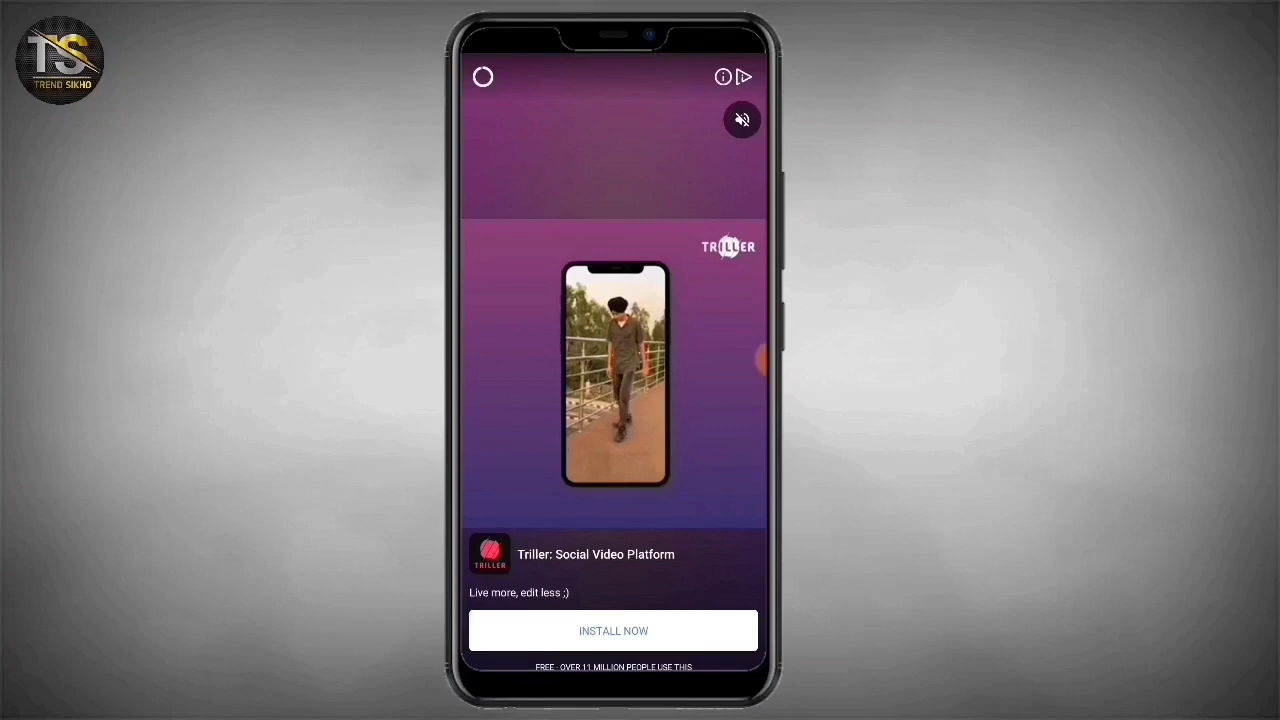 TS
TREND SIKHO
TRILLER
TRILLER
Triller: Social Video Platform
Live more, edit less ;)
INSTALL NOW
FREE · OVER 11 MILLION PEOPLE USE THIS